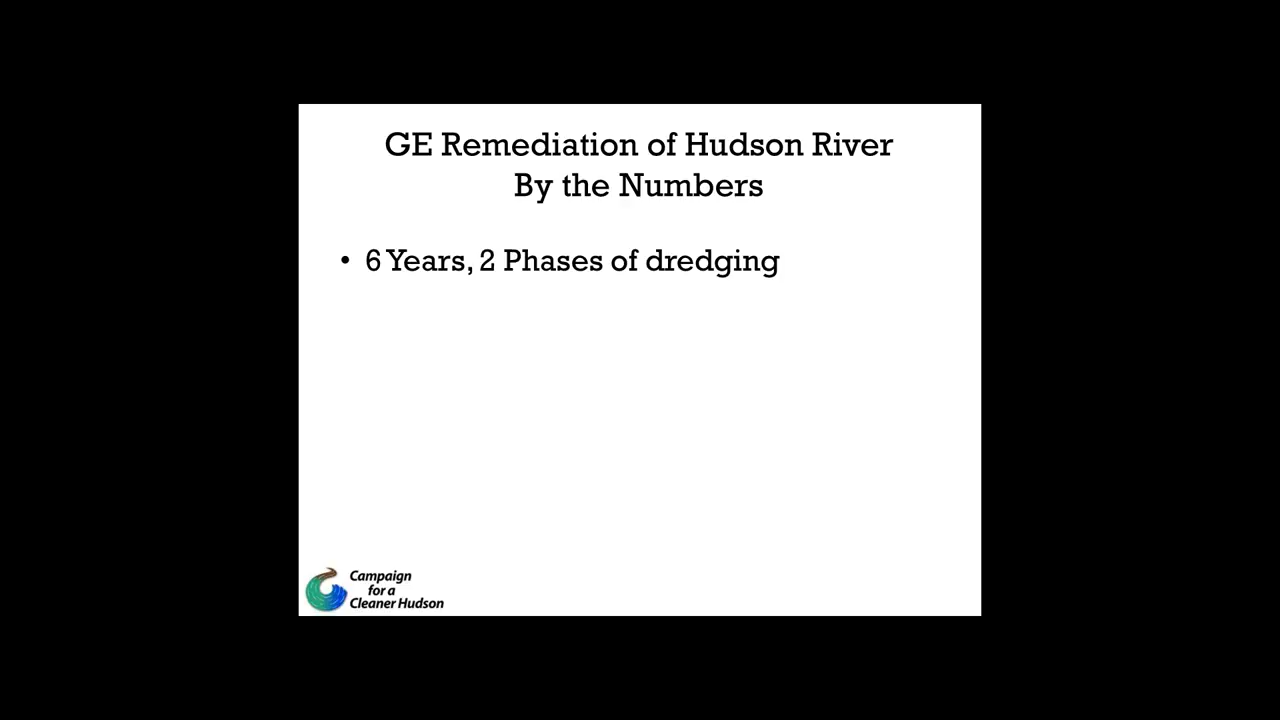 GE Remediation of Hudson River
By the Numbers
• 6 Years, 2 Phases of dredging
Campaign
for a
Cleaner Hudson